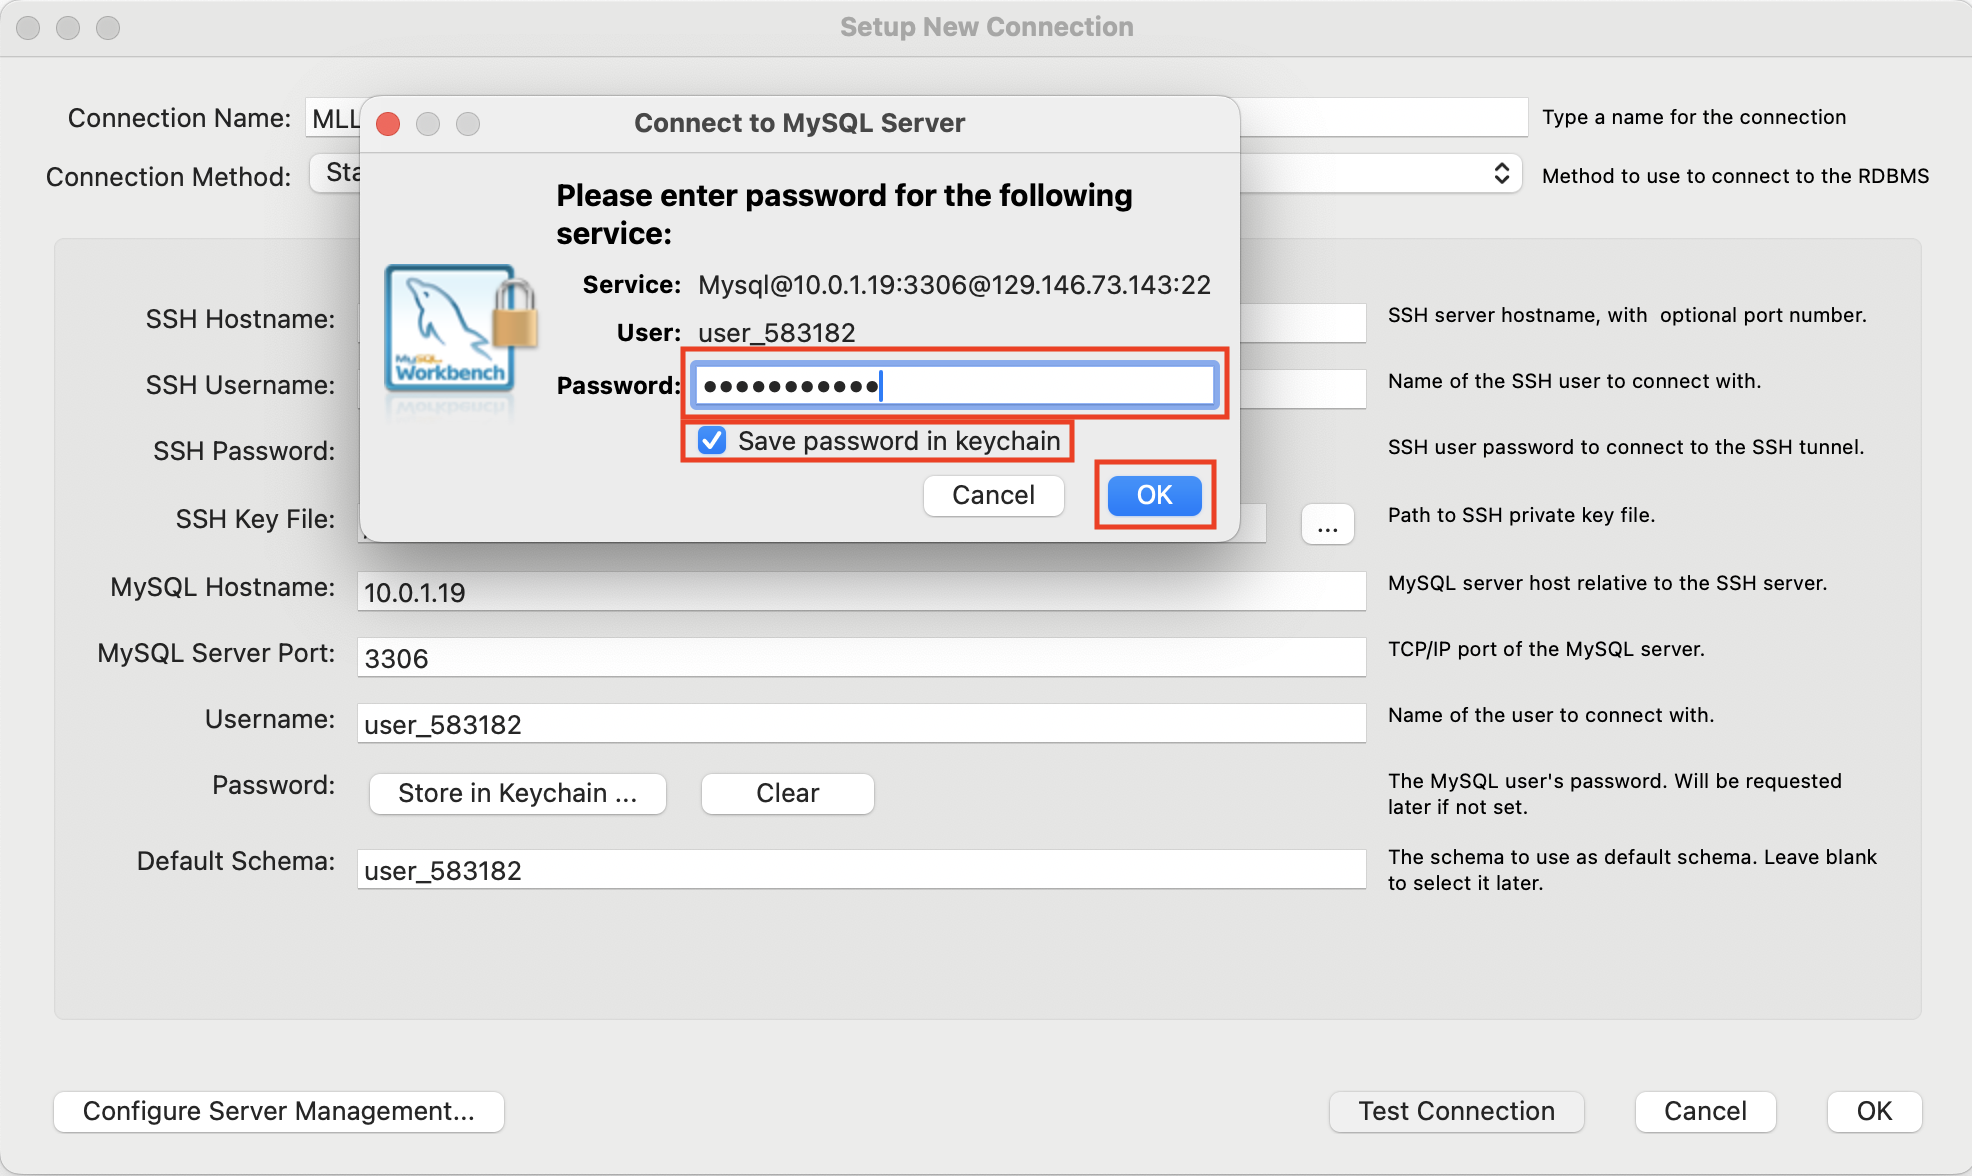 Setup New Connection
Connection Name:
MLL
Type a name for the connection
Connection Method:
Sta
Method to use to connect to the RDBMS
Connect to MySQL Server
Please enter password for the following
service:
Service: Mysql@10.0.1.19:3306@129.146.73.143:22
User: user_583182
Password: ●●●●●●●●●●●
Save password in keychain
Cancel
OK
MySQL
Workbench
SSH Hostname:
SSH server hostname, with  optional port number.
SSH Username:
Name of the SSH user to connect with.
SSH Password:
SSH user password to connect to the SSH tunnel.
SSH Key File:
...
Path to SSH private key file.
MySQL Hostname: 10.0.1.19
MySQL server host relative to the SSH server.
MySQL Server Port: 3306
TCP/IP port of the MySQL server.
Username: user_583182
Name of the user to connect with.
Password: Store in Keychain ... Clear
The MySQL user's password. Will be requested
later if not set.
Default Schema: user_583182
The schema to use as default schema. Leave blank
to select it later.
Configure Server Management...
Test Connection
Cancel
OK